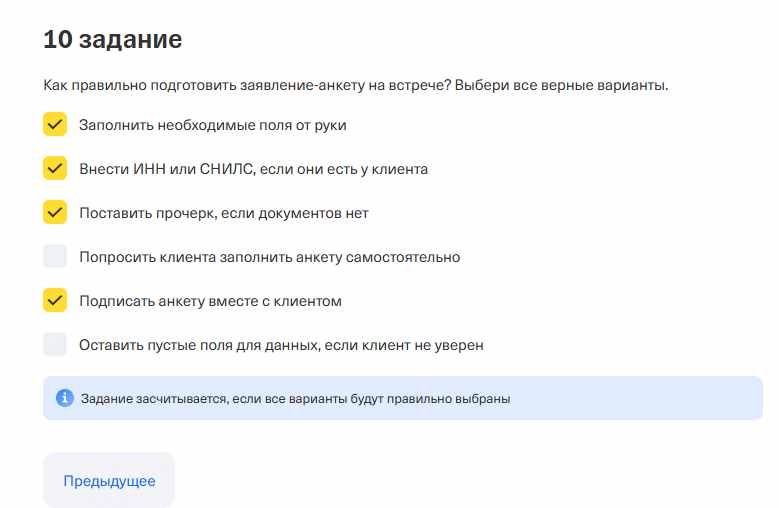 10 задание
Как правильно подготовить заявление-анкету на встрече? Выбери все верные варианты.
Заполнить необходимые поля от руки
Внести ИНН или СНИЛС, если они есть у клиента
Поставить прочерк, если документов нет
Попросить клиента заполнить анкету самостоятельно
Подписать анкету вместе с клиентом
Оставить пустые поля для данных, если клиент не уверен
Задание засчитывается, если все варианты будут правильно выбраны
Предыдущее